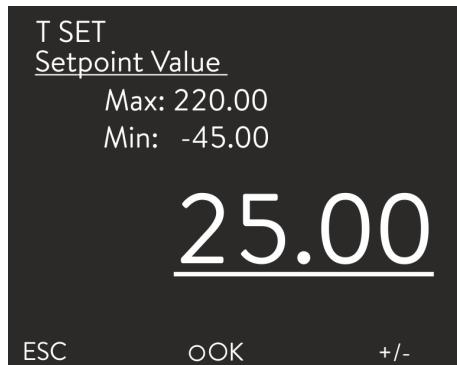 T SET
Setpoint Value
Max: 220.00
Min: -45.00
25.00
ESC OOK +/-